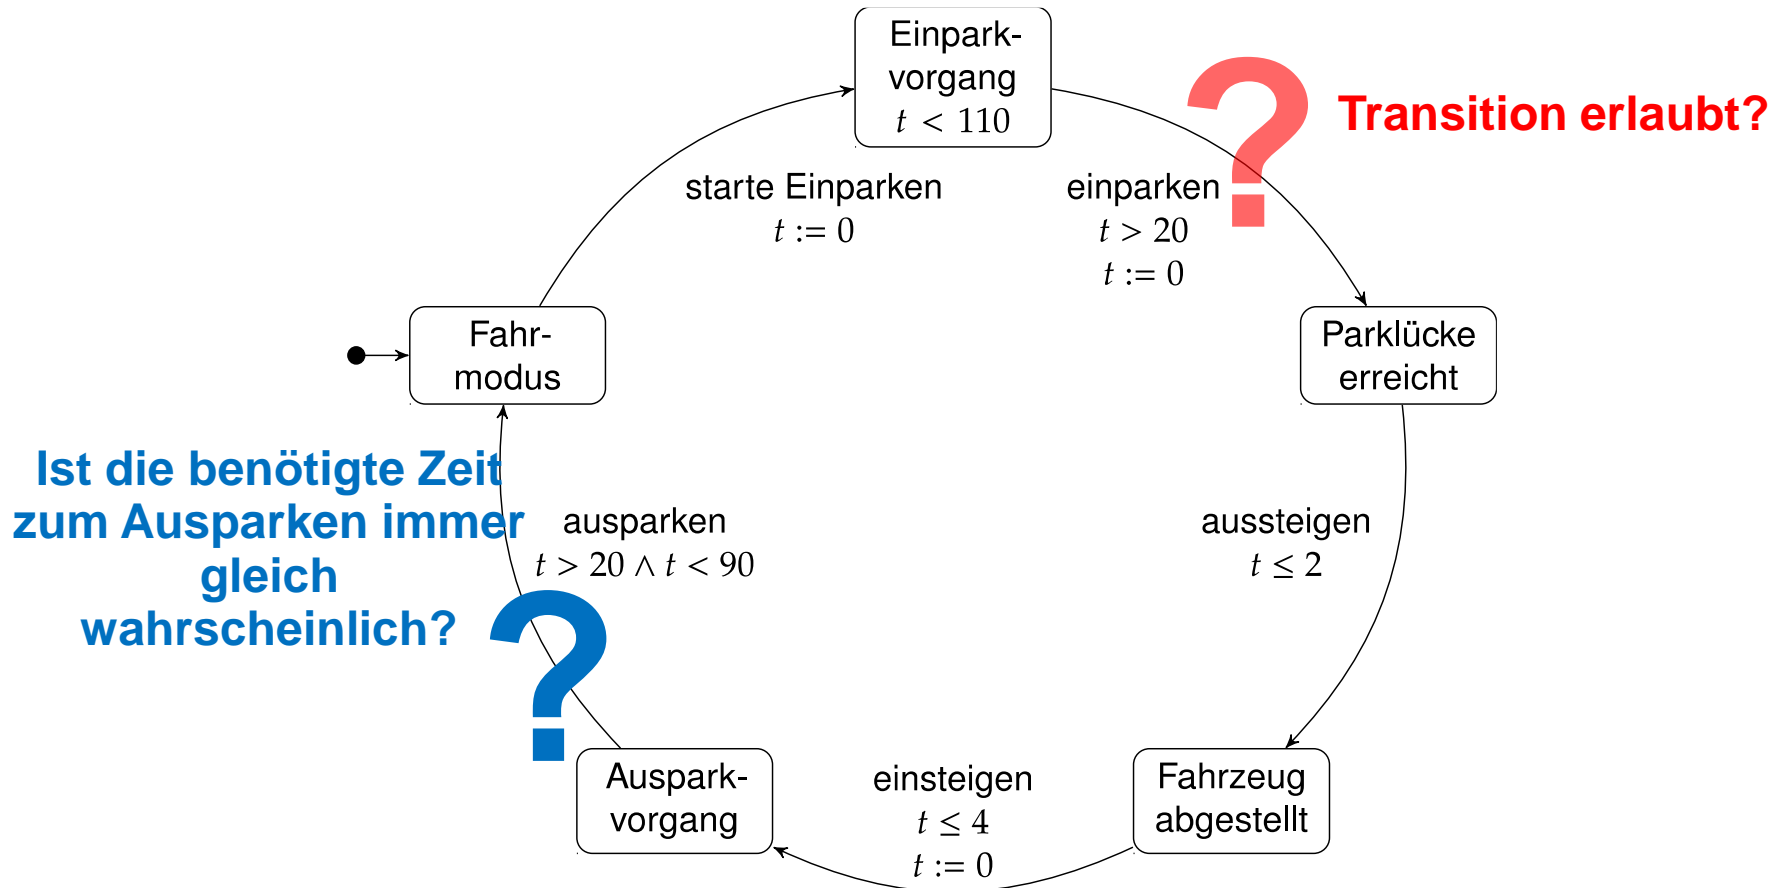 Einpark-
vorgang
t < 110
?
Transition erlaubt?
starte Einparken
t := 0
einparken
t > 20
t := 0
Fahr-
modus
Parklücke
erreicht
Ist die benötigte Zeit
zum Ausparken immer
gleich
wahrscheinlich?
?
ausparken
t > 20 ∧ t < 90
aussteigen
t ≤ 2
Auspark-
vorgang
einsteigen
t ≤ 4
t := 0
Fahrzeug
abgestellt